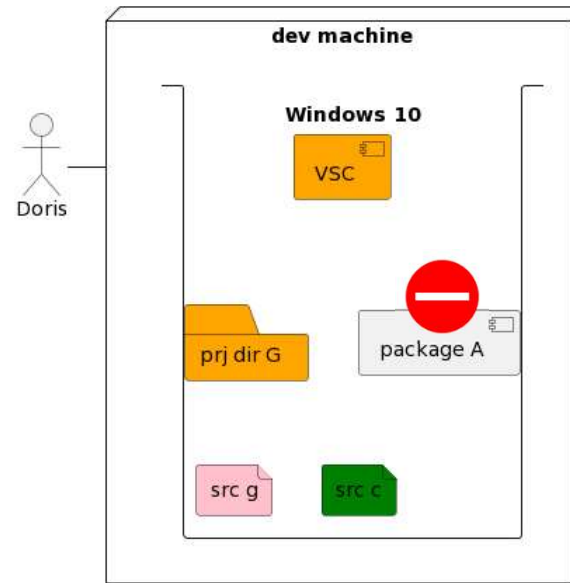 dev machine
Windows 10
VSC
Doris
prj dir G
package A
src g
src c